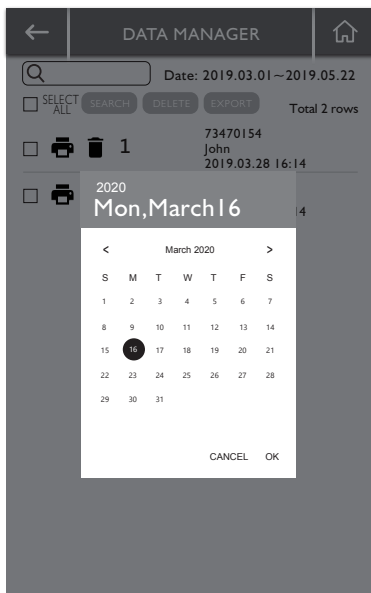 DATA MANAGER
Date: 2019.03.01~2019.05.22
SELECT ALL
SEARCH
DELETE
EXPORT
Total 2 rows
1
73470154
John
2019.03.28 16:14
14
2020
Mon,March16
< March 2020 >
S M T W T F S
1 2 3 4 5 6 7
8 9 10 11 12 13 14
15 16 17 18 19 20 21
22 23 24 25 26 27 28
29 30 31
CANCEL OK